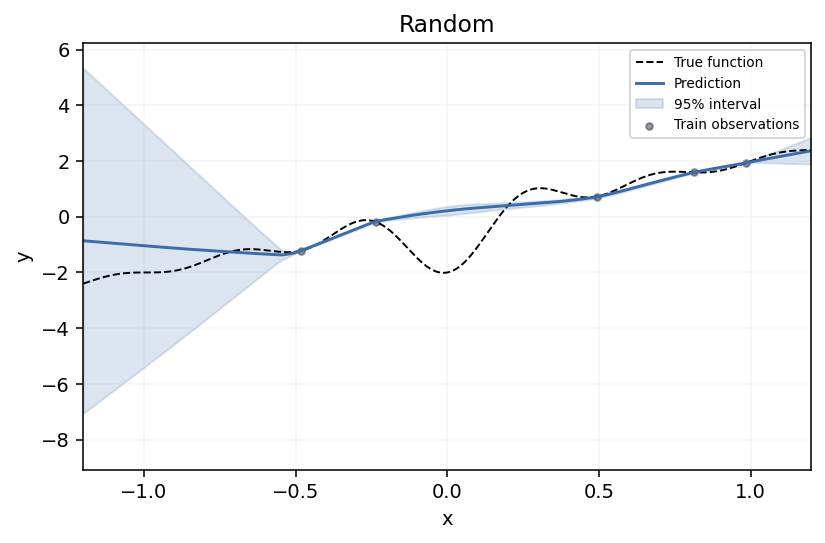 Random
True function
Prediction
95% interval
Train observations
6
4
2
0
−2
−4
−6
−8
y
−1.0 −0.5 0.0 0.5 1.0
x